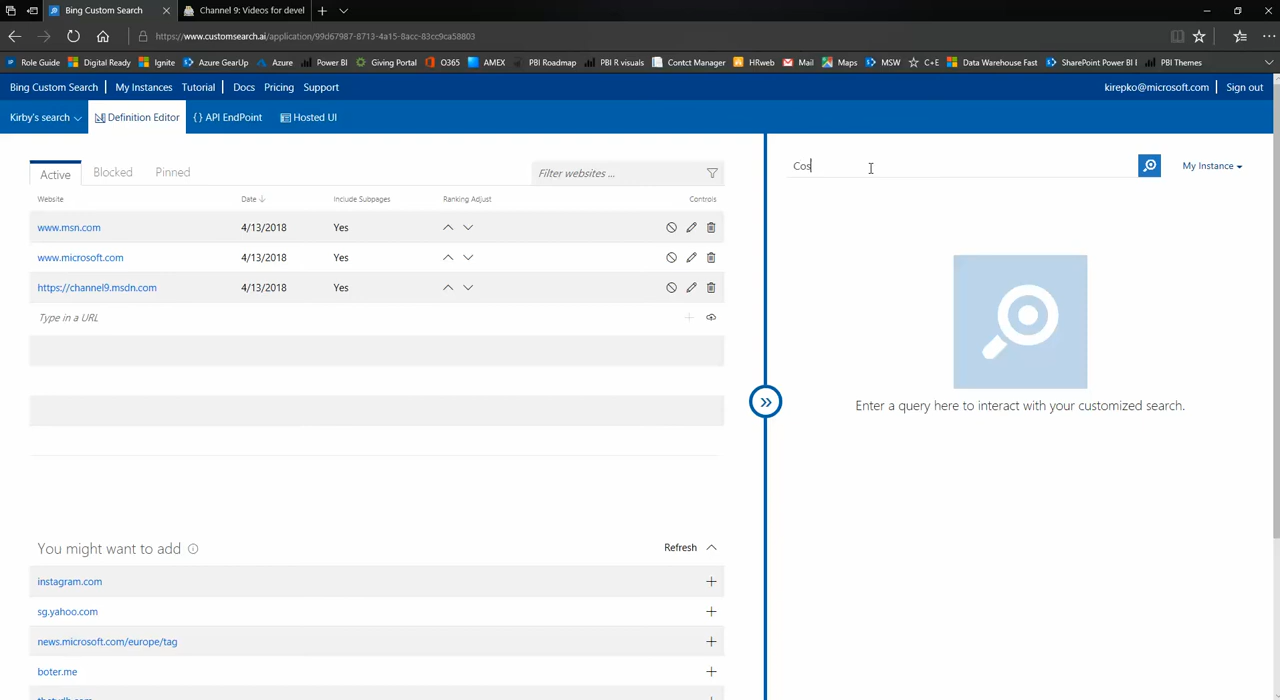 Bing Custom Search
Channel 9: Videos for devel
https://www.customsearch.ai/application/99d67987-8713-4a15-8acc-83cc9ca58803
Role Guide Digital Ready Ignite Azure GearUp Azure Power BI Giving Portal O365 AMEX PBI Roadmap PBI R visuals Contct Manager HRweb Mail Maps MSW C+E Data Warehouse Fast SharePoint Power BI E PBI Themes
Bing Custom Search My Instances Tutorial Docs Pricing Support kirepko@microsoft.com Sign out
Kirby's search Definition Editor {} API EndPoint Hosted UI
Active Blocked Pinned Filter websites ...
Website Date Include Subpages Ranking Adjust Controls
www.msn.com 4/13/2018 Yes
www.microsoft.com 4/13/2018 Yes
https://channel9.msdn.com 4/13/2018 Yes
Type in a URL
You might want to add Refresh
instagram.com
sg.yahoo.com
news.microsoft.com/europe/tag
boter.me
Cos
My Instance
Enter a query here to interact with your customized search.